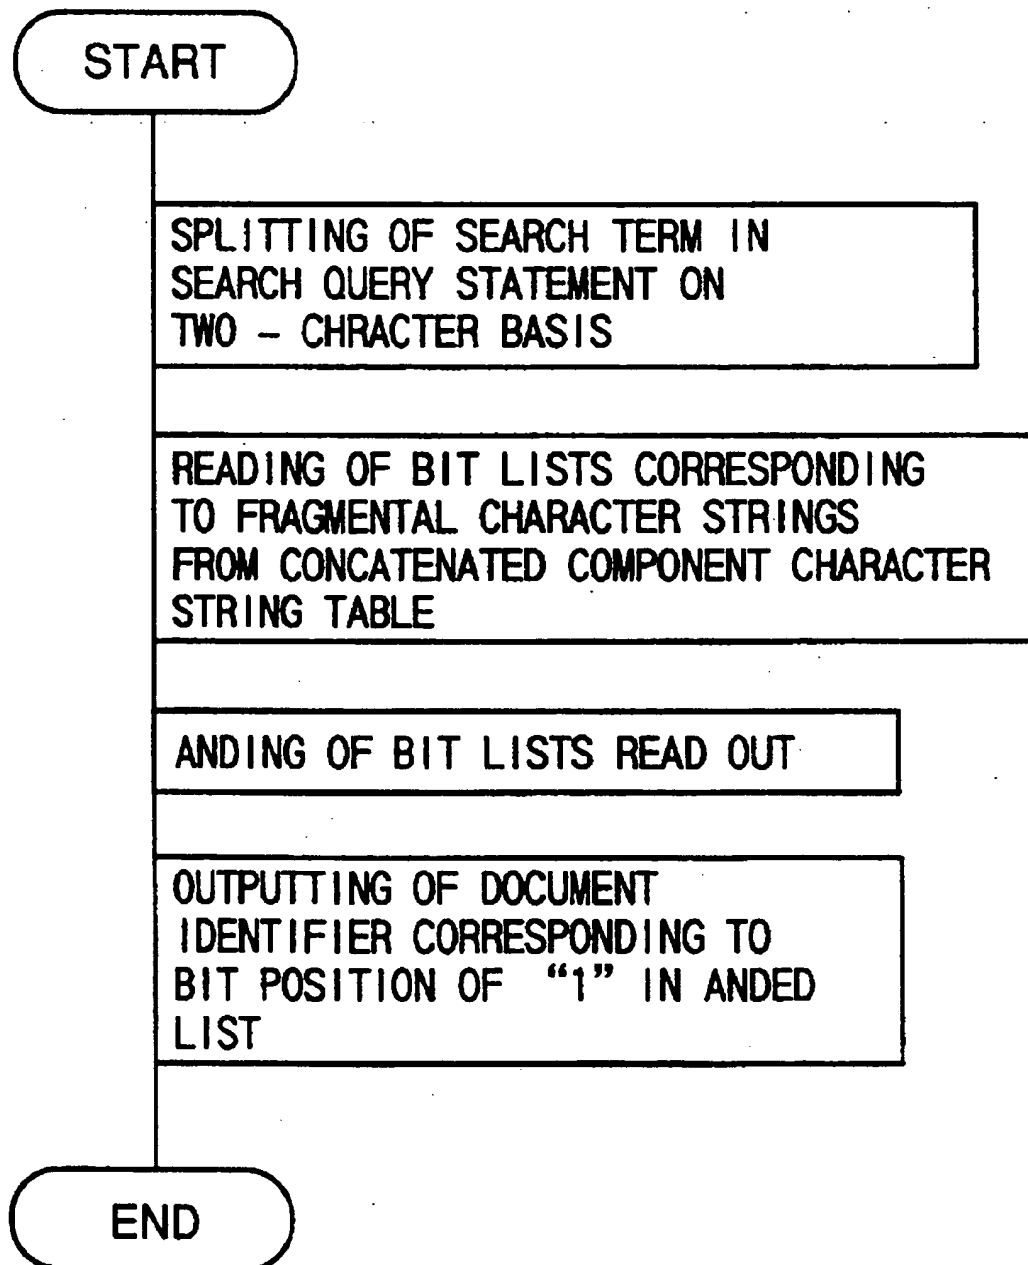 START
SPLITTING OF SEARCH TERM IN
SEARCH QUERY STATEMENT ON
TWO – CHRACTER BASIS
READING OF BIT LISTS CORRESPONDING
TO FRAGMENTAL CHARACTER STRINGS
FROM CONCATENATED COMPONENT CHARACTER
STRING TABLE
ANDING OF BIT LISTS READ OUT
OUTPUTTING OF DOCUMENT
IDENTIFIER CORRESPONDING TO
BIT POSITION OF “1” IN ANDED
LIST
END